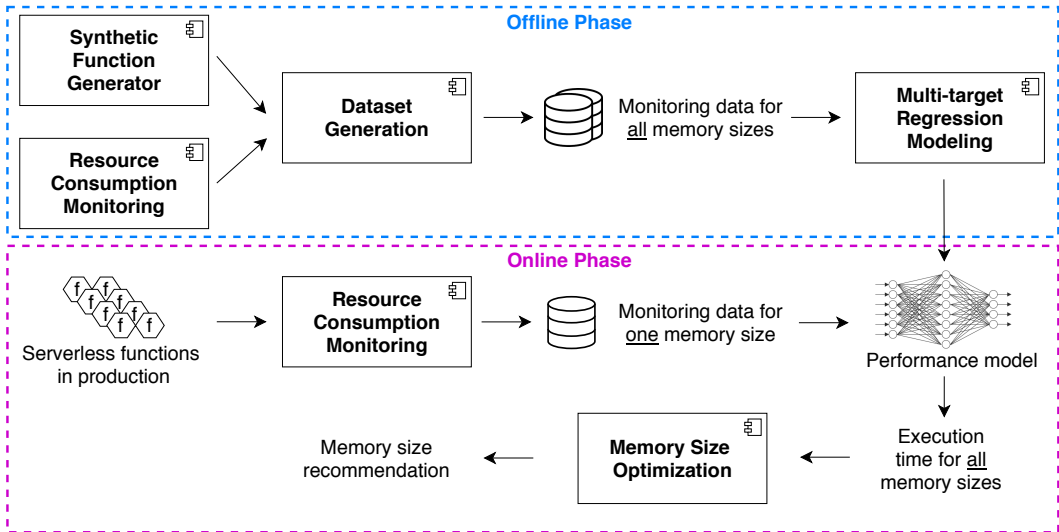 Offline Phase
Synthetic
Function
Generator
Resource
Consumption
Monitoring
Dataset
Generation
Monitoring data for
all memory sizes
Multi-target
Regression
Modeling
Online Phase
f f f f f f f f
Serverless functions
in production
Resource
Consumption
Monitoring
Monitoring data for
one memory size
Performance model
Execution
time for all
memory sizes
Memory Size
Optimization
Memory size
recommendation